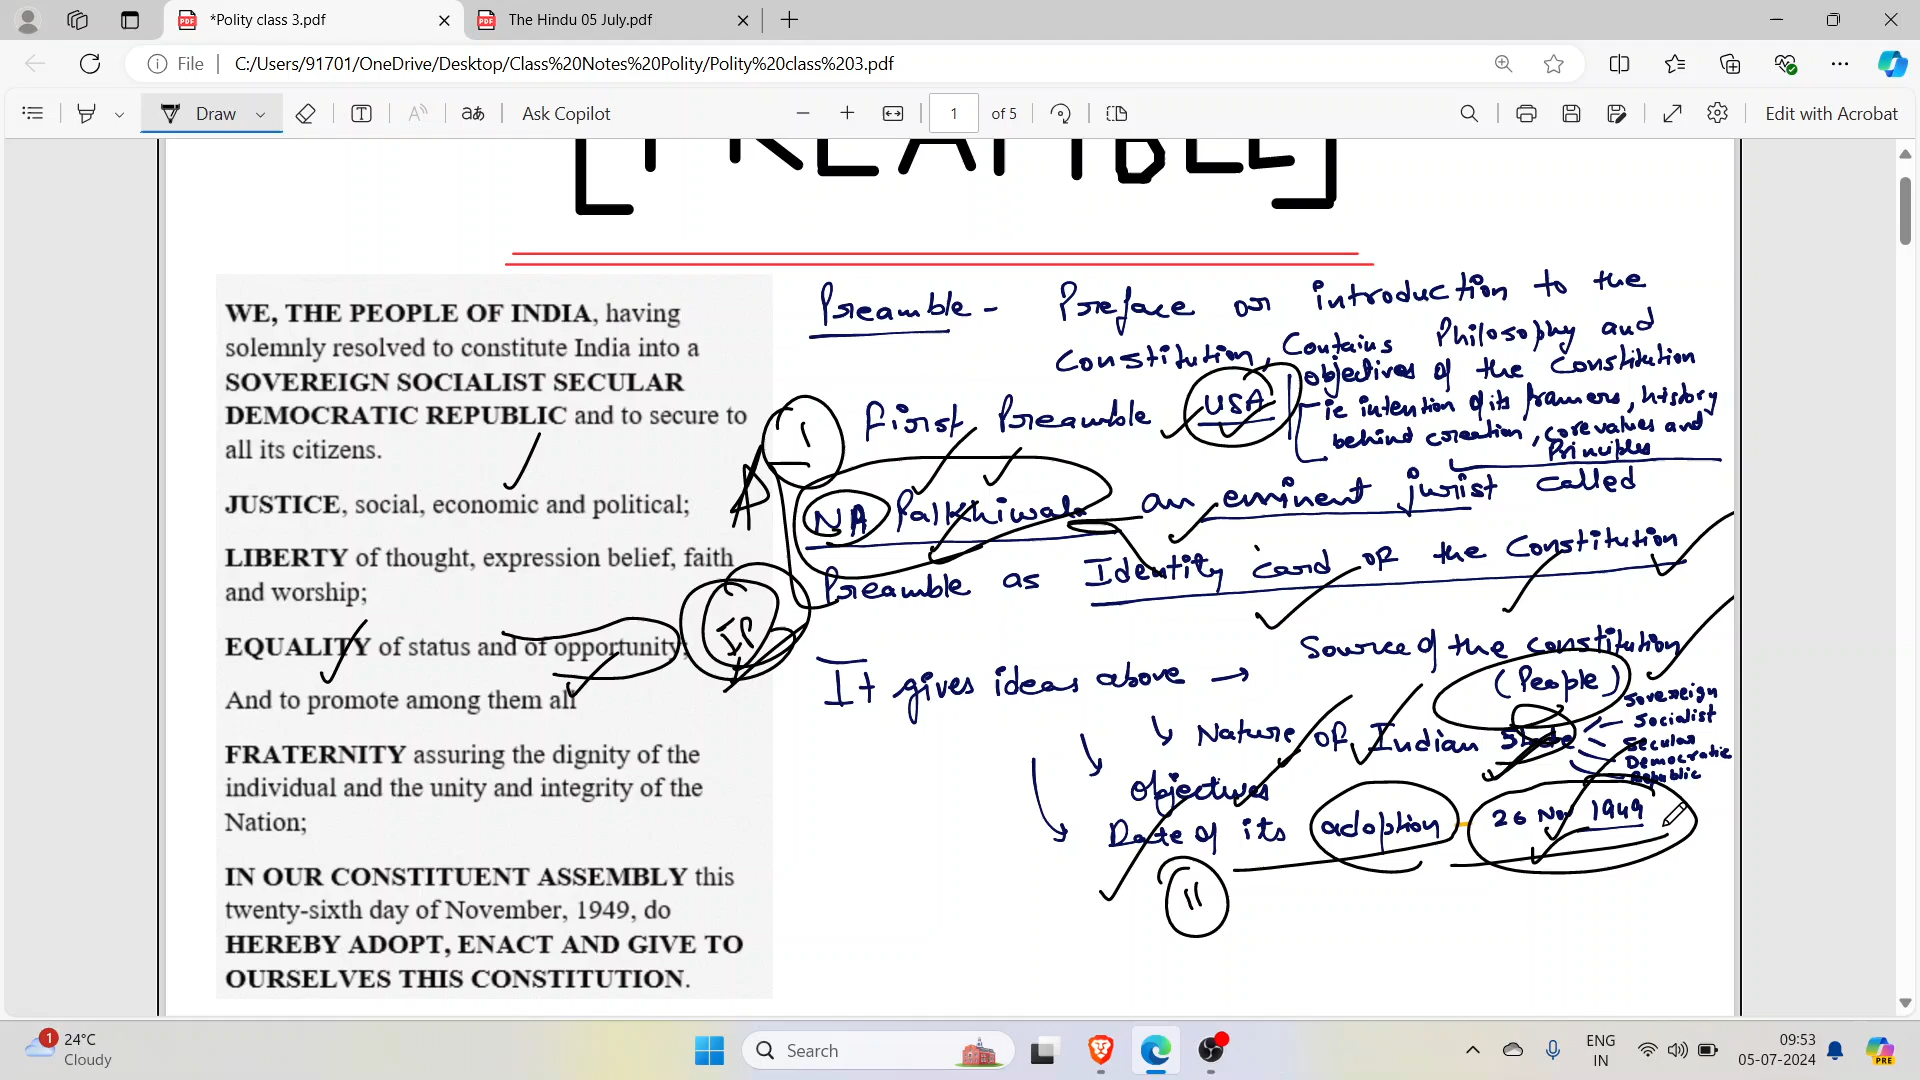 *Polity class 3.pdf
The Hindu 05 July.pdf
File
C:/Users/91701/OneDrive/Desktop/Class%20Notes%20Polity/Polity%20class%203.pdf
Draw
Ask Copilot
1 of 5
Edit with Acrobat
[PREAMBLE]
WE, THE PEOPLE OF INDIA, having
solemnly resolved to constitute India into a
SOVEREIGN SOCIALIST SECULAR
DEMOCRATIC REPUBLIC and to secure to
all its citizens.
JUSTICE, social, economic and political;
LIBERTY of thought, expression belief, faith
and worship;
EQUALITY of status and of opportunity;
And to promote among them all
FRATERNITY assuring the dignity of the
individual and the unity and integrity of the
Nation;
IN OUR CONSTITUENT ASSEMBLY this
twenty-sixth day of November, 1949, do
HEREBY ADOPT, ENACT AND GIVE TO
OURSELVES THIS CONSTITUTION.
Preamble - Preface or introduction to the
Constitution, Contains Philosophy and
objectives of the Constitution
ie intention of its framers, history
behind creation, core values and
Principles
First Preamble USA
NA Palkhiwala an eminent jurist called
Preamble as Identity card of the Constitution
It gives ideas above → Source of the constitution
(People)
Nature of Indian State
Sovereign
Socialist
Secular
Democratic
Republic
Objectives
Date of its adoption - 26 Nov 1949
24°C
Cloudy
Search
ENG
IN
09:53
05-07-2024